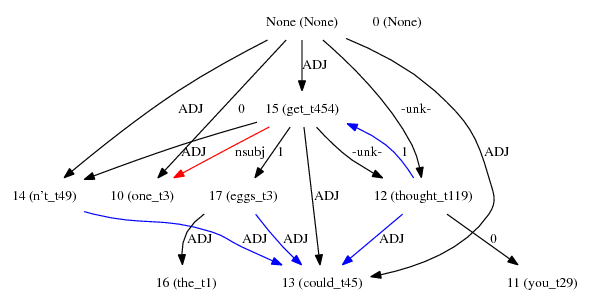 None (None) 0 (None)
ADJ
15 (get_t454)
ADJ 0 -unk-
ADJ nsubj 1 -unk- 1 ADJ
14 (n't_t49) 10 (one_t3) 17 (eggs_t3) ADJ 12 (thought_t119)
ADJ ADJ ADJ ADJ 0
16 (the_t1) 13 (could_t45) 11 (you_t29)